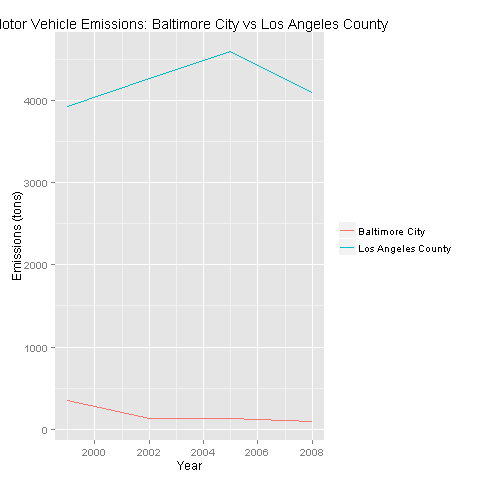 otor Vehicle Emissions: Baltimore City vs Los Angeles County
4000
3000
2000
1000
0
Emissions (tons)
2000 2002 2004 2006 2008
Year
Baltimore City
Los Angeles County